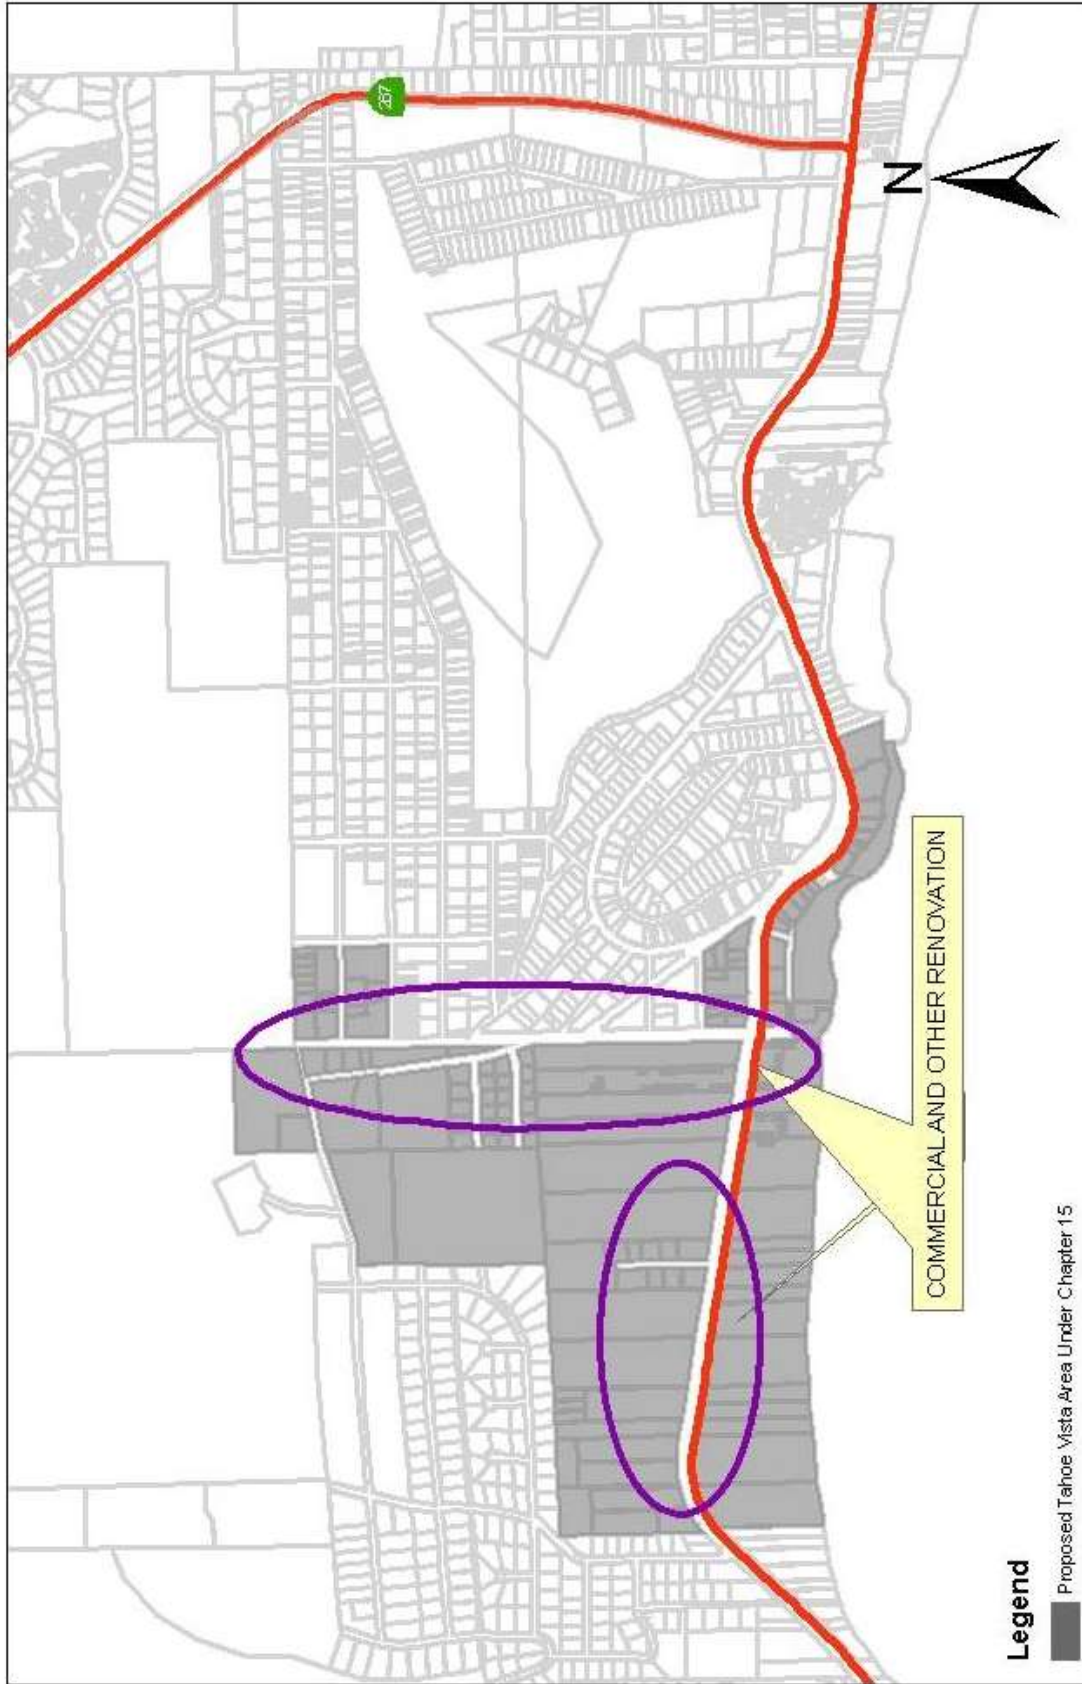 267
N
COMMERCIAL AND OTHER RENOVATION
Legend
Proposed Tahoe Vista Area Under Chapter 15